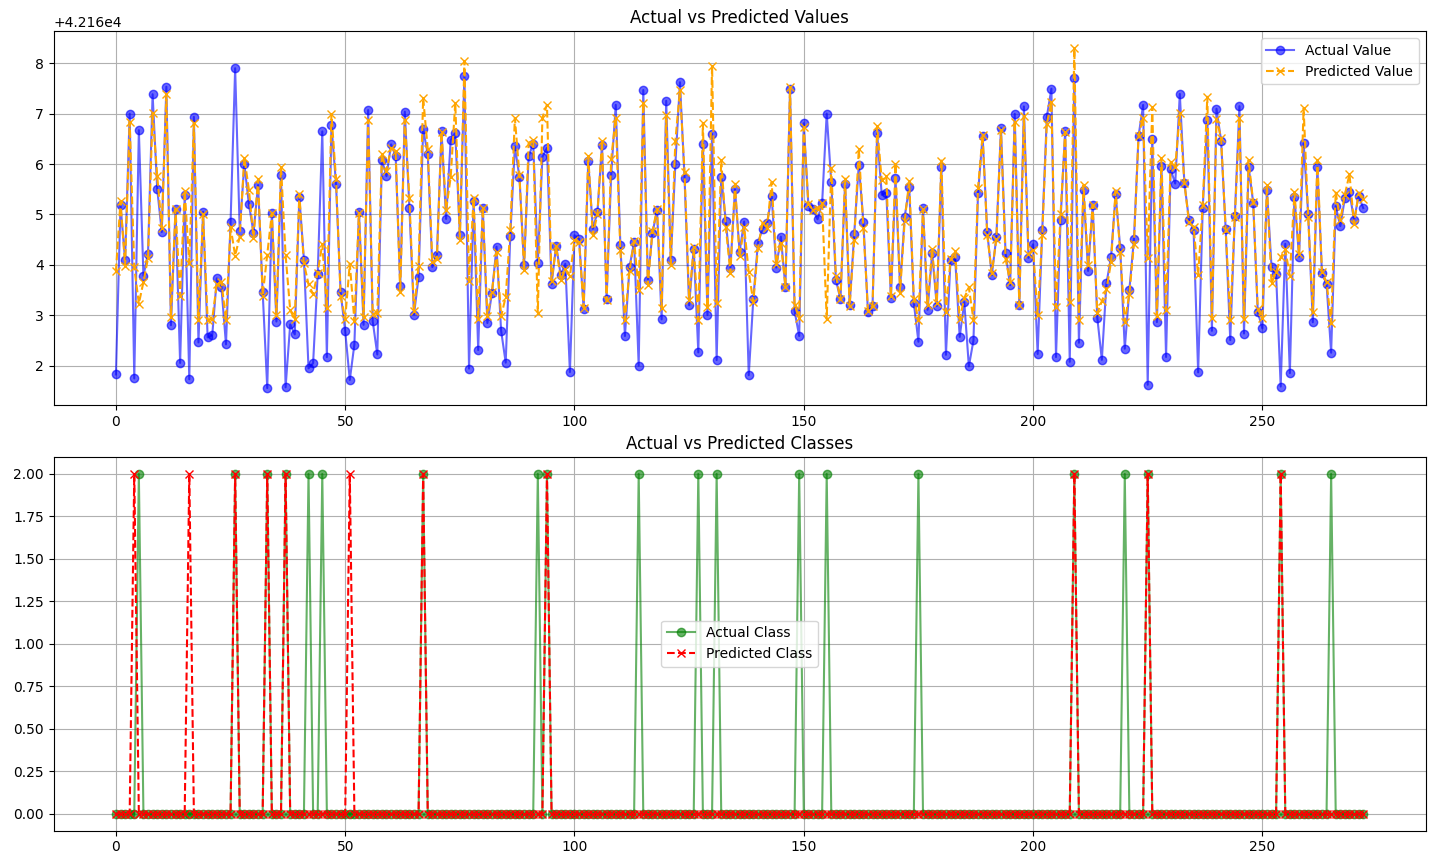 Actual vs Predicted Values
+4.216e4
8
7
6
5
4
3
2
Actual Value
Predicted Value
0 50 100 150 200 250
Actual vs Predicted Classes
2.00
1.75
1.50
1.25
1.00
0.75
0.50
0.25
0.00
Actual Class
Predicted Class
0 50 100 150 200 250